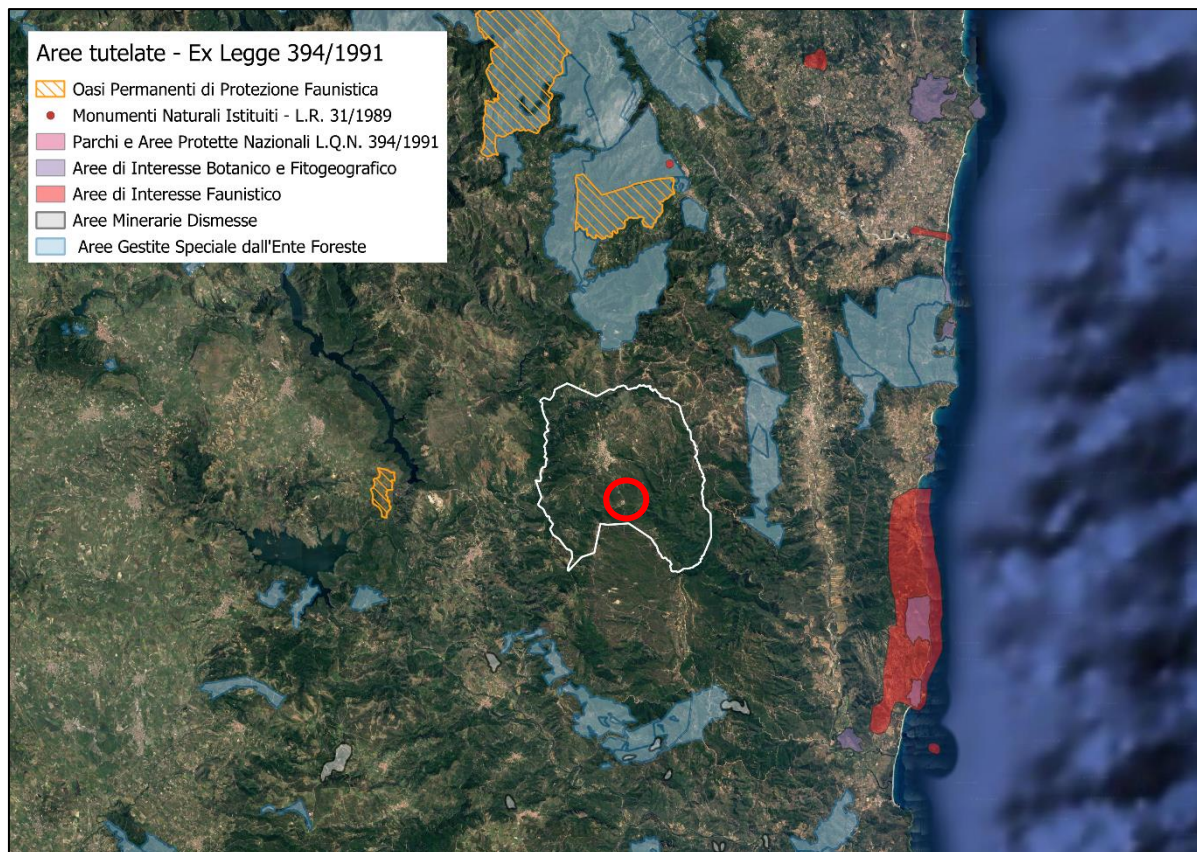 Aree tutelate - Ex Legge 394/1991
Oasi Permanenti di Protezione Faunistica
Monumenti Naturali Istituiti - L.R. 31/1989
Parchi e Aree Protette Nazionali L.Q.N. 394/1991
Aree di Interesse Botanico e Fitogeografico
Aree di Interesse Faunistico
Aree Minerarie Dismesse
Aree Gestite Speciale dall'Ente Foreste